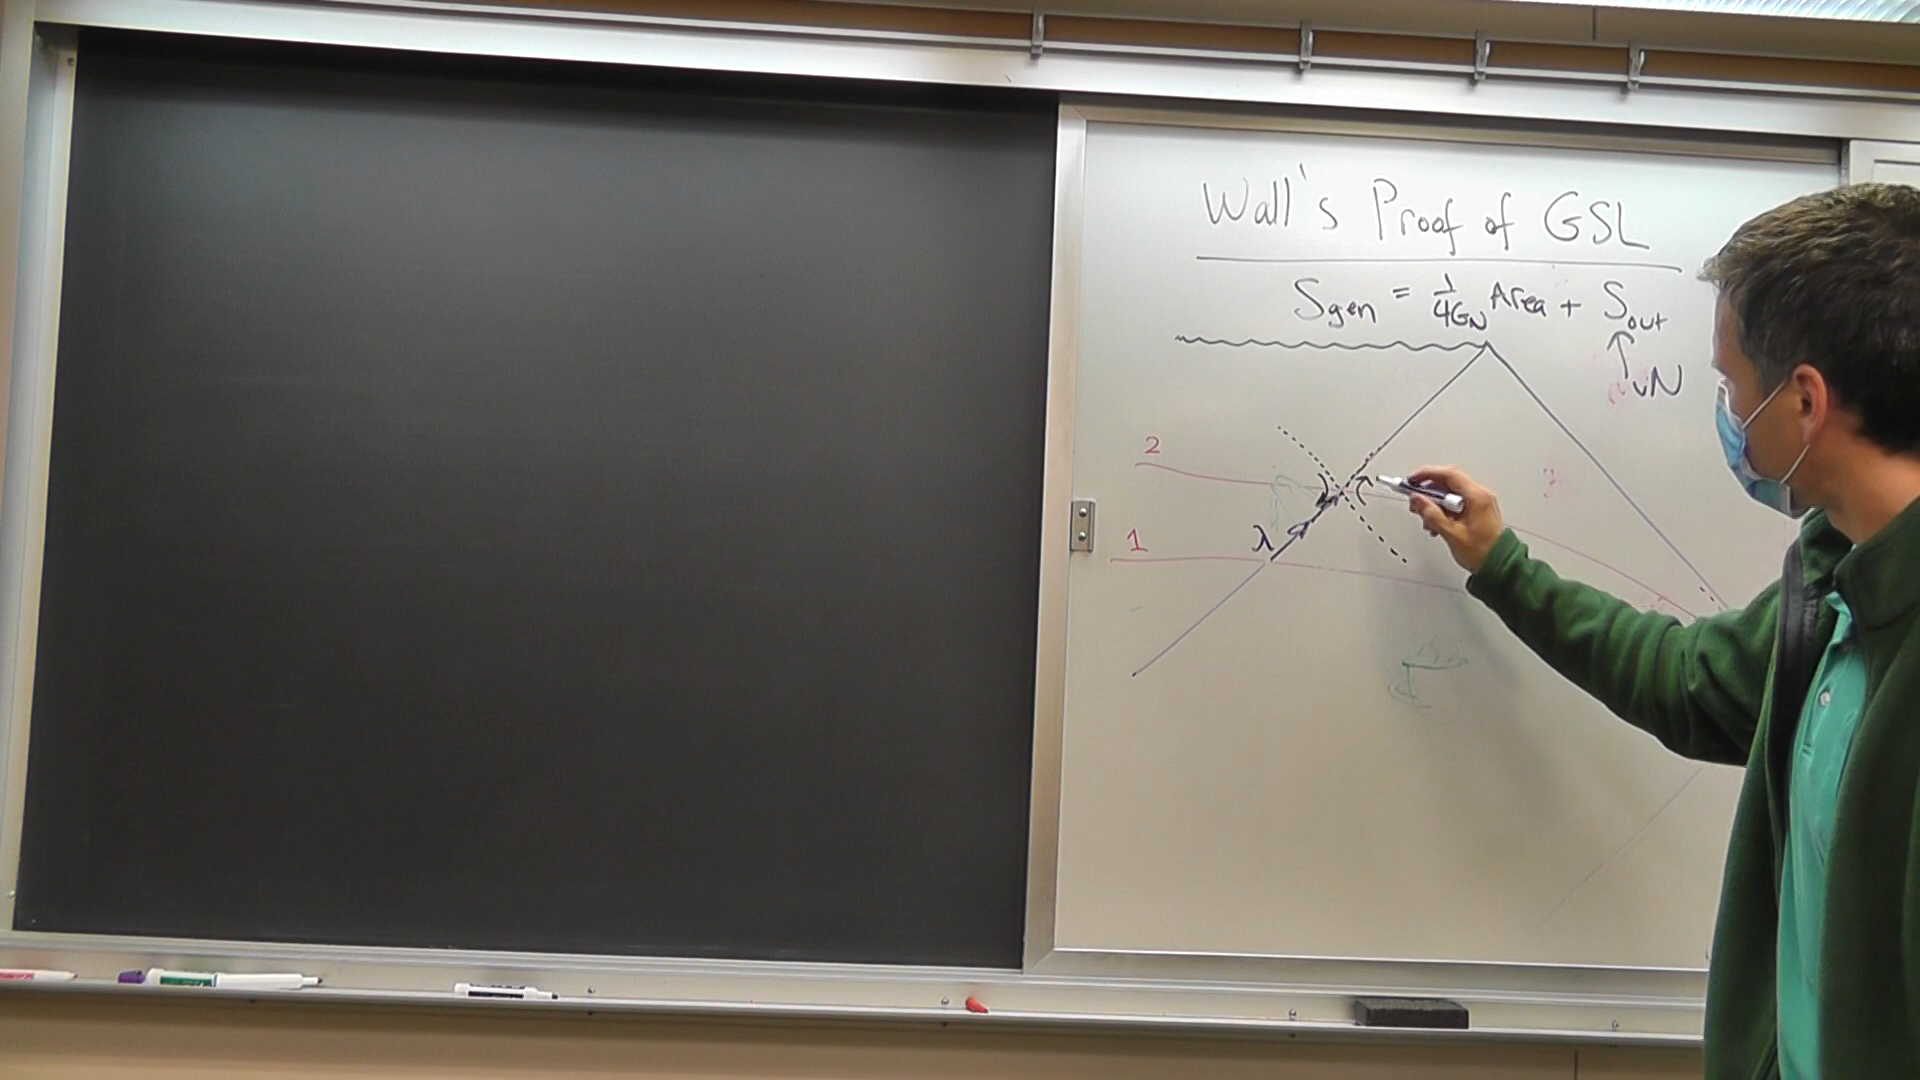 Wall's Proof of GSL
Sgen = 1/4G_N Area + S_out
↑
vN
2
λ
1